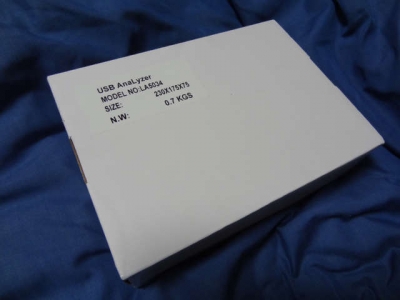 USB AnaLyzer
MODEL NO:LA5034
SIZE: 230X175X75
N.W: 0.7 KGS